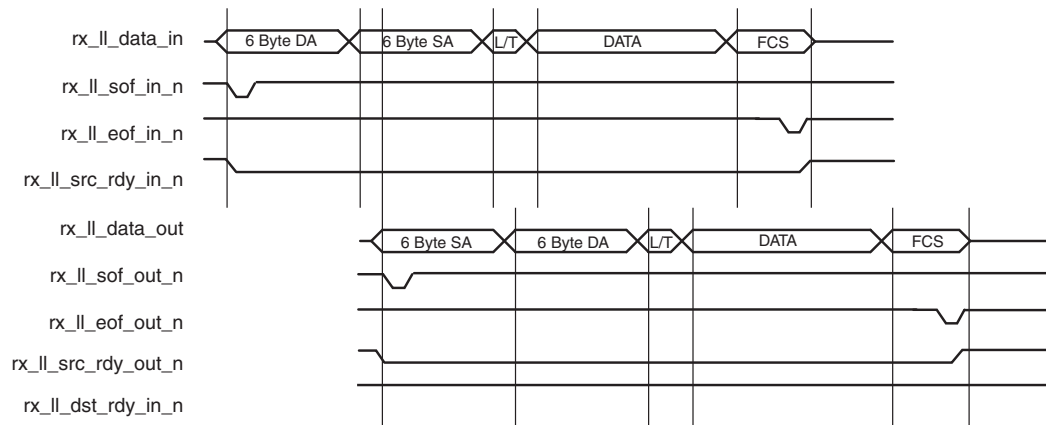 rx_ll_data_in 6 Byte DA 6 Byte SA L/T DATA FCS
rx_ll_sof_in_n
rx_ll_eof_in_n
rx_ll_src_rdy_in_n
rx_ll_data_out 6 Byte SA 6 Byte DA L/T DATA FCS
rx_ll_sof_out_n
rx_ll_eof_out_n
rx_ll_src_rdy_out_n
rx_ll_dst_rdy_in_n